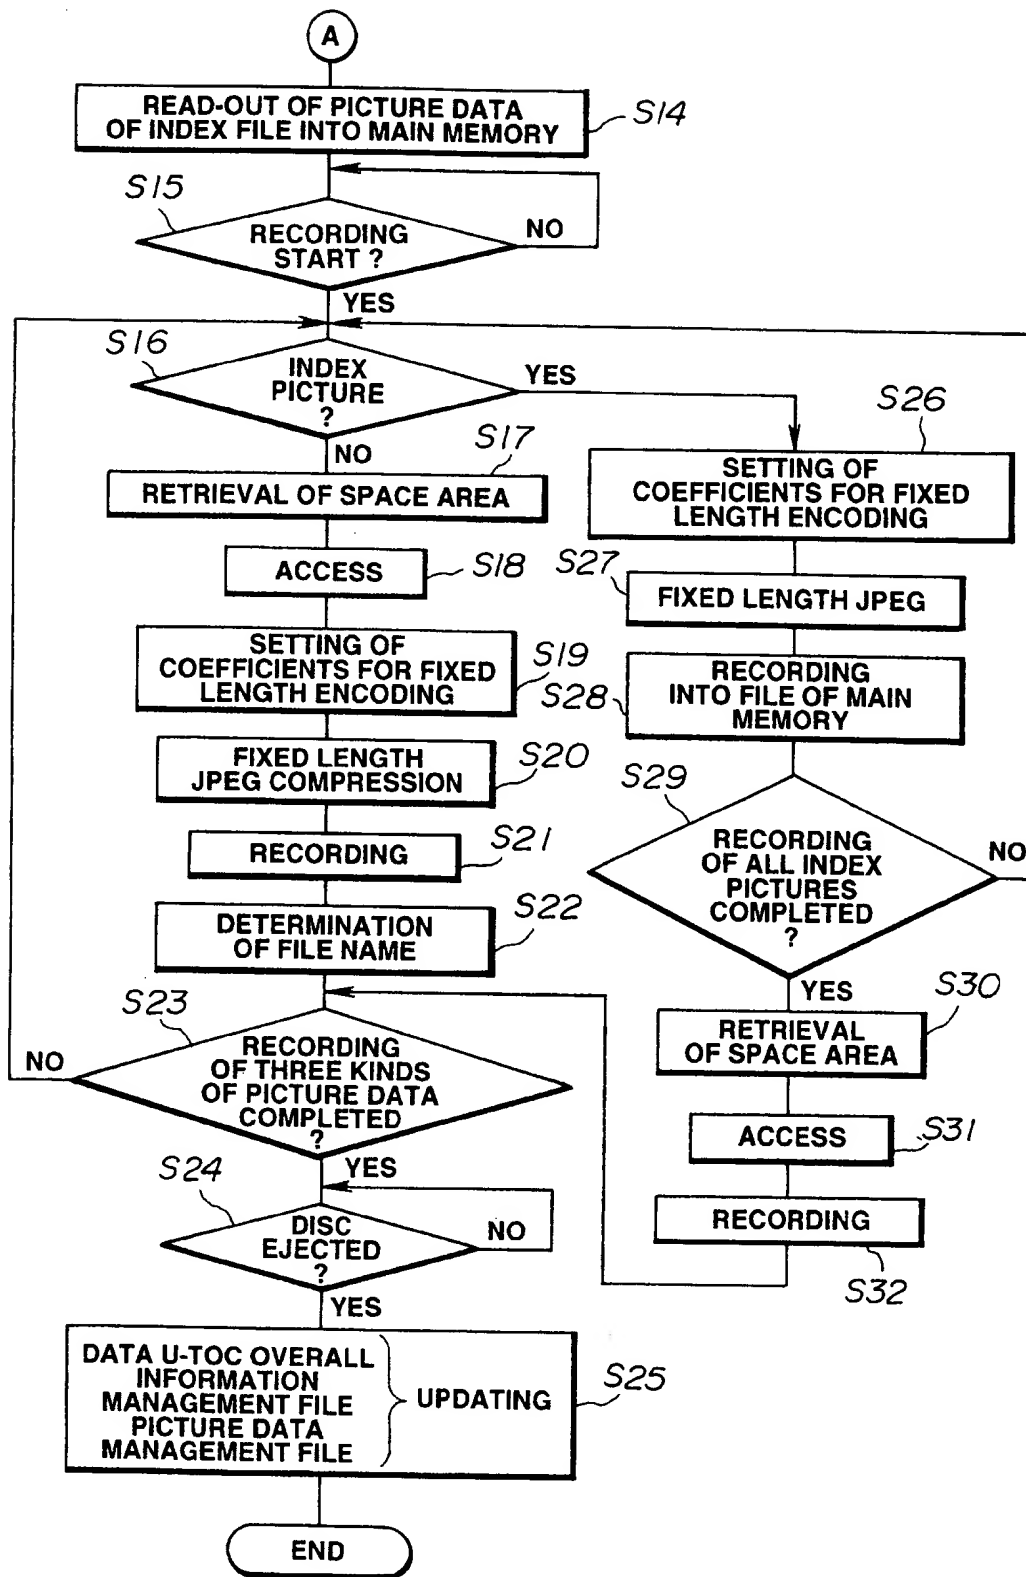 A
READ-OUT OF PICTURE DATA
OF INDEX FILE INTO MAIN MEMORY
S14
S15
RECORDING
START ?
NO
YES
S16
INDEX
PICTURE
?
YES
NO
S17
RETRIEVAL OF SPACE AREA
ACCESS
S18
SETTING OF
COEFFICIENTS FOR FIXED
LENGTH ENCODING
S19
FIXED LENGTH
JPEG COMPRESSION
S20
RECORDING
S21
DETERMINATION
OF FILE NAME
S22
S23
RECORDING
OF THREE KINDS
OF PICTURE DATA
COMPLETED
?
NO
YES
S24
DISC
EJECTED
?
NO
YES
DATA U-TOC OVERALL
INFORMATION
MANAGEMENT FILE
PICTURE DATA
MANAGEMENT FILE
UPDATING
S25
END
S26
SETTING OF
COEFFICIENTS FOR FIXED
LENGTH ENCODING
S27
FIXED LENGTH JPEG
S28
RECORDING
INTO FILE OF MAIN
MEMORY
S29
RECORDING
OF ALL INDEX
PICTURES
COMPLETED
?
NO
YES
S30
RETRIEVAL
OF SPACE AREA
ACCESS
S31
RECORDING
S32